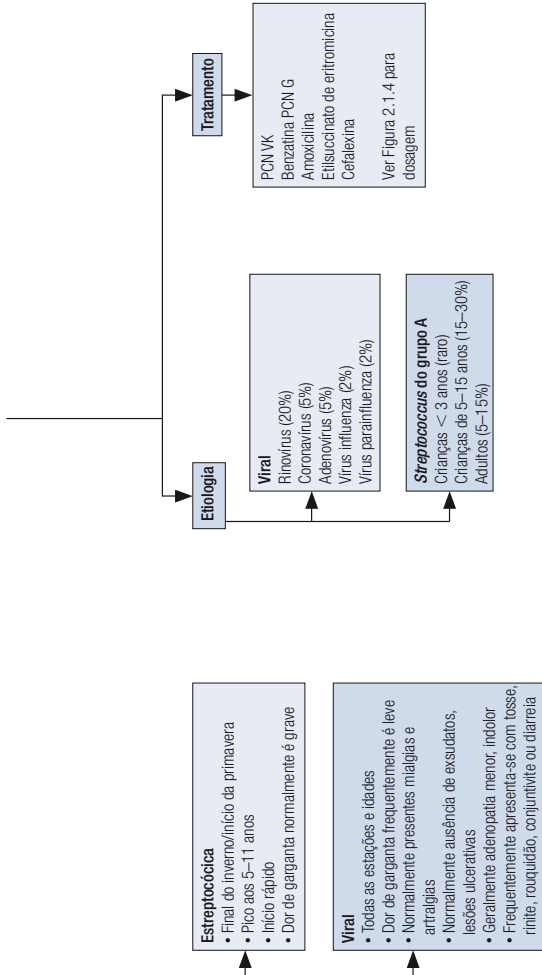 Estreptocócica
• Final do inverno/início da primavera
• Pico aos 5–11 anos
• Início rápido
• Dor de garganta normalmente é grave
Viral
• Todas as estações e idades
• Dor de garganta frequentemente é leve
• Normalmente presentes mialgias e
artralgias
• Normalmente ausência de exsudatos,
lesões ulcerativas
• Geralmente adenopatia menor, indolor
• Frequentemente apresenta-se com tosse,
rinite, rouquidão, conjuntivite ou diarreia
Etiologia
Viral
Rinovírus (20%)
Coronavírus (5%)
Adenovírus (5%)
Vírus influenza (2%)
Vírus parainfluenza (2%)
Streptococcus do grupo A
Crianças < 3 anos (raro)
Crianças de 5–15 anos (15–30%)
Adultos (5–15%)
Tratamento
PCN VK
Benzatina PCN G
Amoxicilina
Etilsuccinato de eritromicina
Cefalexina
Ver Figura 2.1.4 para
dosagem